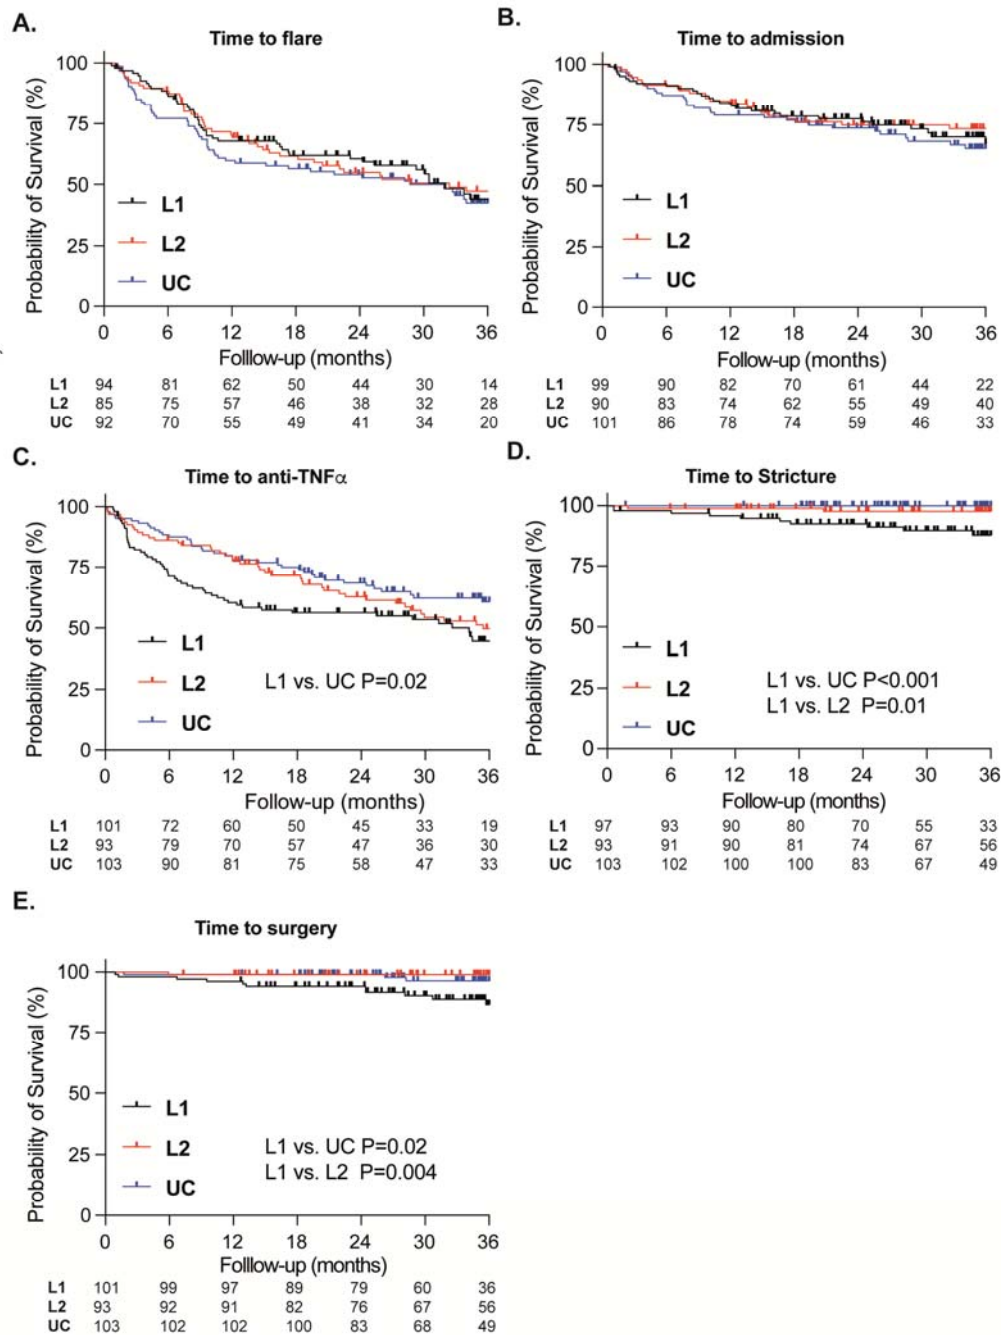 A.
Time to flare
Probability of Survival (%)
100
75
50
25
0
L1
L2
UC
0 6 12 18 24 30 36
Folllow-up (months)
L1 94 81 62 50 44 30 14
L2 85 75 57 46 38 32 28
UC 92 70 55 49 41 34 20
B.
Time to admission
Probability of Survival (%)
100
75
50
25
0
L1
L2
UC
0 6 12 18 24 30 36
Folllow-up (months)
L1 99 90 82 70 61 44 22
L2 90 83 74 62 55 49 40
UC 101 86 78 74 59 46 33
C.
Time to anti-TNFα
Probability of Survival (%)
100
75
50
25
0
L1
L2
UC
L1 vs. UC P=0.02
0 6 12 18 24 30 36
Follow-up (months)
L1 101 72 60 50 45 33 19
L2 93 79 70 57 47 36 30
UC 103 90 81 75 58 47 33
D.
Time to Stricture
Probability of Survival (%)
100
75
50
25
0
L1
L2
UC
L1 vs. UC P<0.001
L1 vs. L2 P=0.01
0 6 12 18 24 30 36
Follow-up (months)
L1 97 93 90 80 70 55 33
L2 93 91 90 81 74 67 56
UC 103 102 100 100 83 67 49
E.
Time to surgery
Probability of Survival (%)
100
75
50
25
0
L1
L2
UC
L1 vs. UC P=0.02
L1 vs. L2 P=0.004
0 6 12 18 24 30 36
Folllow-up (months)
L1 101 99 97 89 79 60 36
L2 93 92 91 82 76 67 56
UC 103 102 102 100 83 68 49